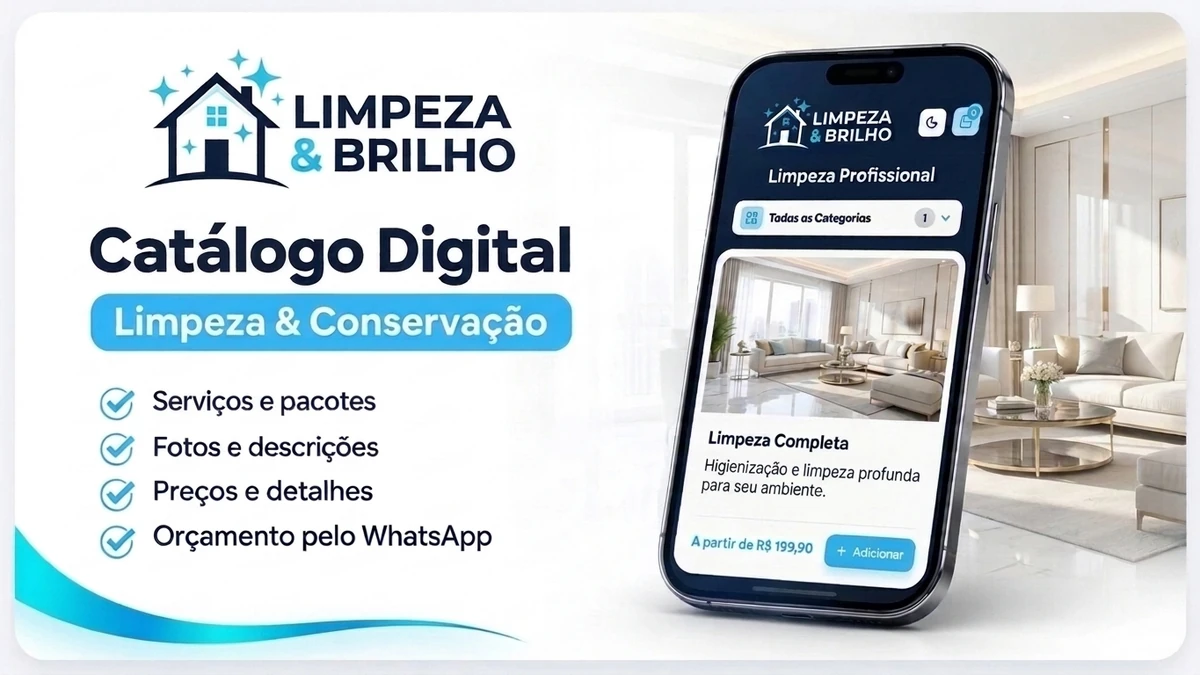 LIMPEZA
& BRILHO
Catálogo Digital
Limpeza & Conservação
Serviços e pacotes
Fotos e descrições
Preços e detalhes
Orçamento pelo WhatsApp
LIMPEZA
& BRILHO
0
Limpeza Profissional
Todas as Categorias 1
Limpeza Completa
Higienização e limpeza profunda
para seu ambiente.
A partir de R$ 199,90
+ Adicionar